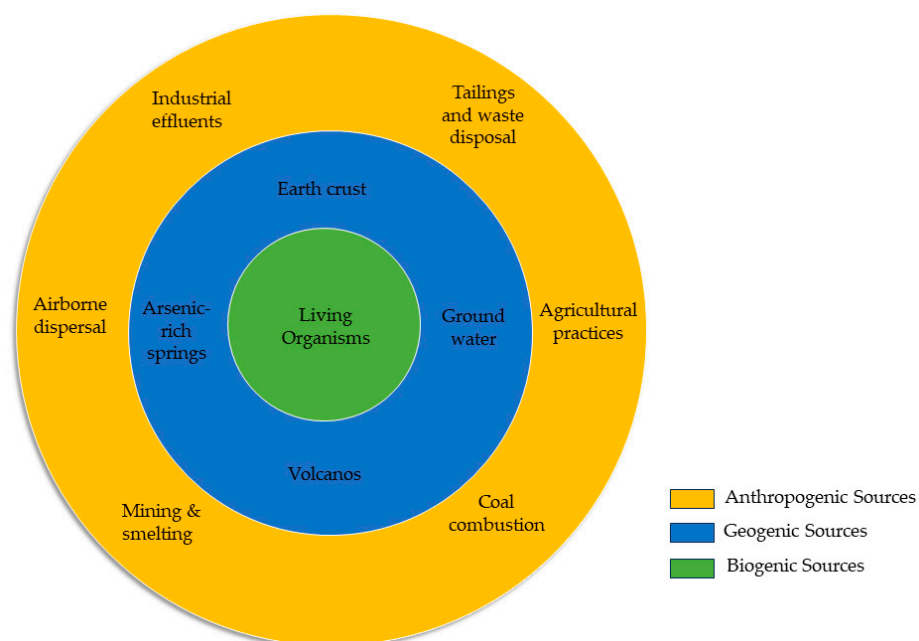 Industrial
effluents
Tailings
and waste
disposal
Earth crust
Airborne
dispersal
Arsenic-
rich
springs
Living
Organisms
Ground
water
Agricultural
practices
Volcanos
Mining &
smelting
Coal
combustion
Anthropogenic Sources
Geogenic Sources
Biogenic Sources